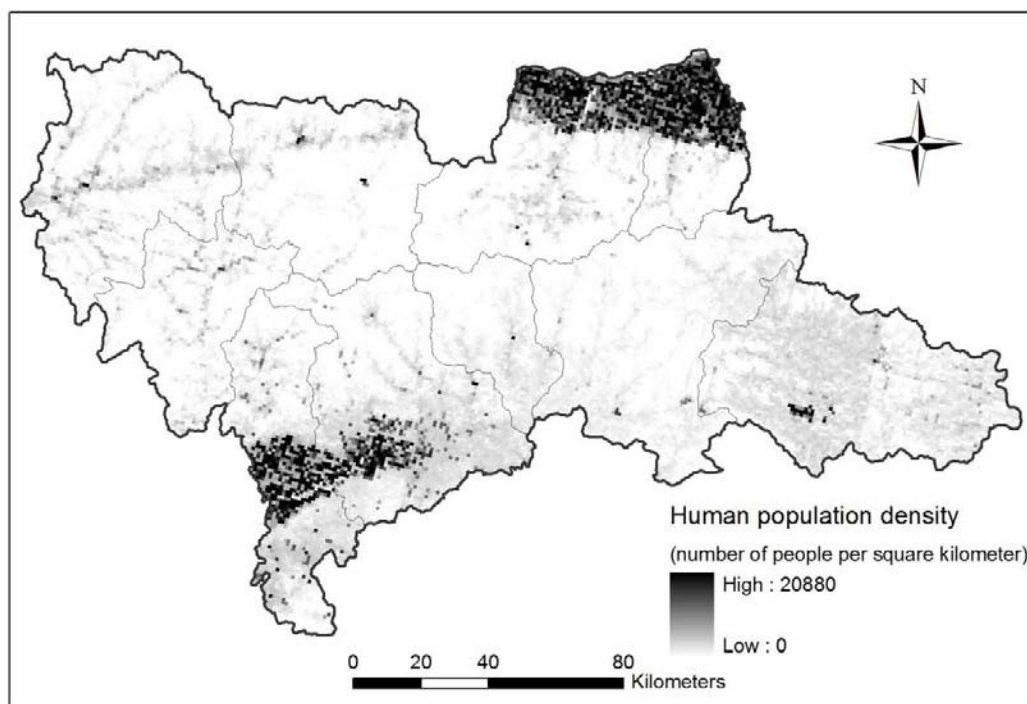 N
Human population density
(number of people per square kilometer)
High : 20880
Low : 0
0 20 40 80
Kilometers